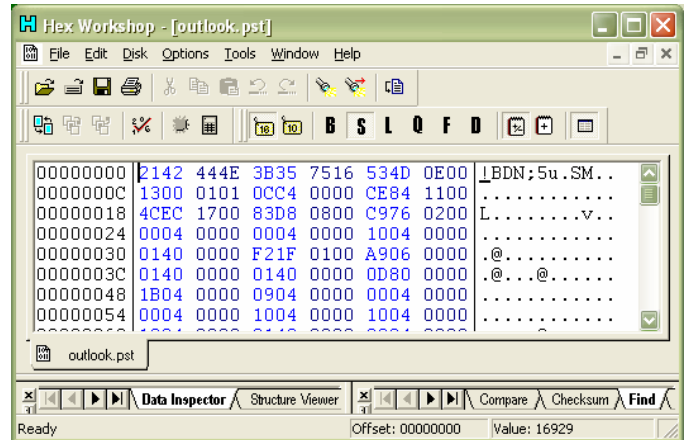 Hex Workshop - [outlook.pst]
File Edit Disk Options Tools Window Help
16 10 B S L Q F D
00000000 2142 444E 3B35 7516 534D 0E00 !BDN;5u.SM..
0000000C 1300 0101 0CC4 0000 CE84 1100 ............
00000018 4CEC 1700 83D8 0800 C976 0200 L........v..
00000024 0004 0000 0004 0000 1004 0000 ............
00000030 0140 0000 F21F 0100 A906 0000 .@..........
0000003C 0140 0000 0140 0000 0D80 0000 .@...@......
00000048 1B04 0000 0904 0000 0004 0000 ............
00000054 0004 0000 1004 0000 1004 0000 ............
outlook.pst
Data Inspector Structure Viewer Compare Checksum Find
Ready Offset: 00000000 Value: 16929